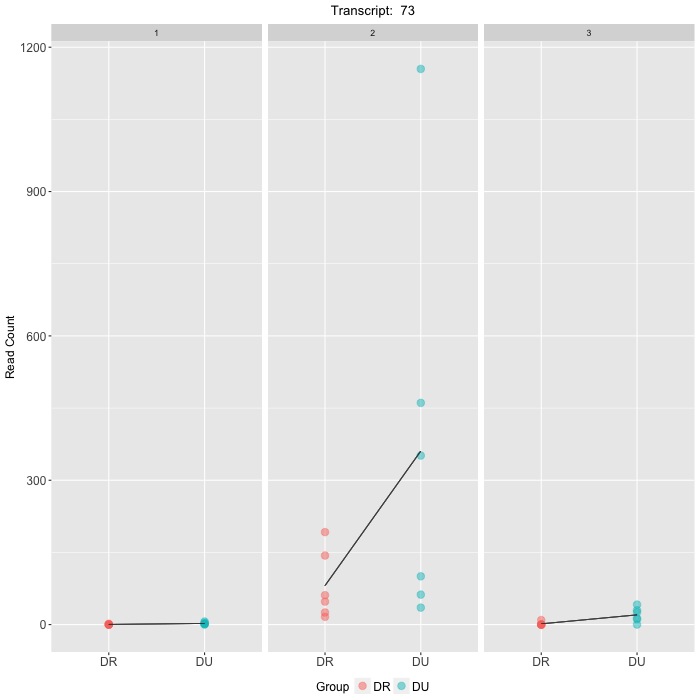 Transcript: 73
1 2 3
1200
900
600
300
0
Read Count
DR DU DR DU DR DU
Group DR DU